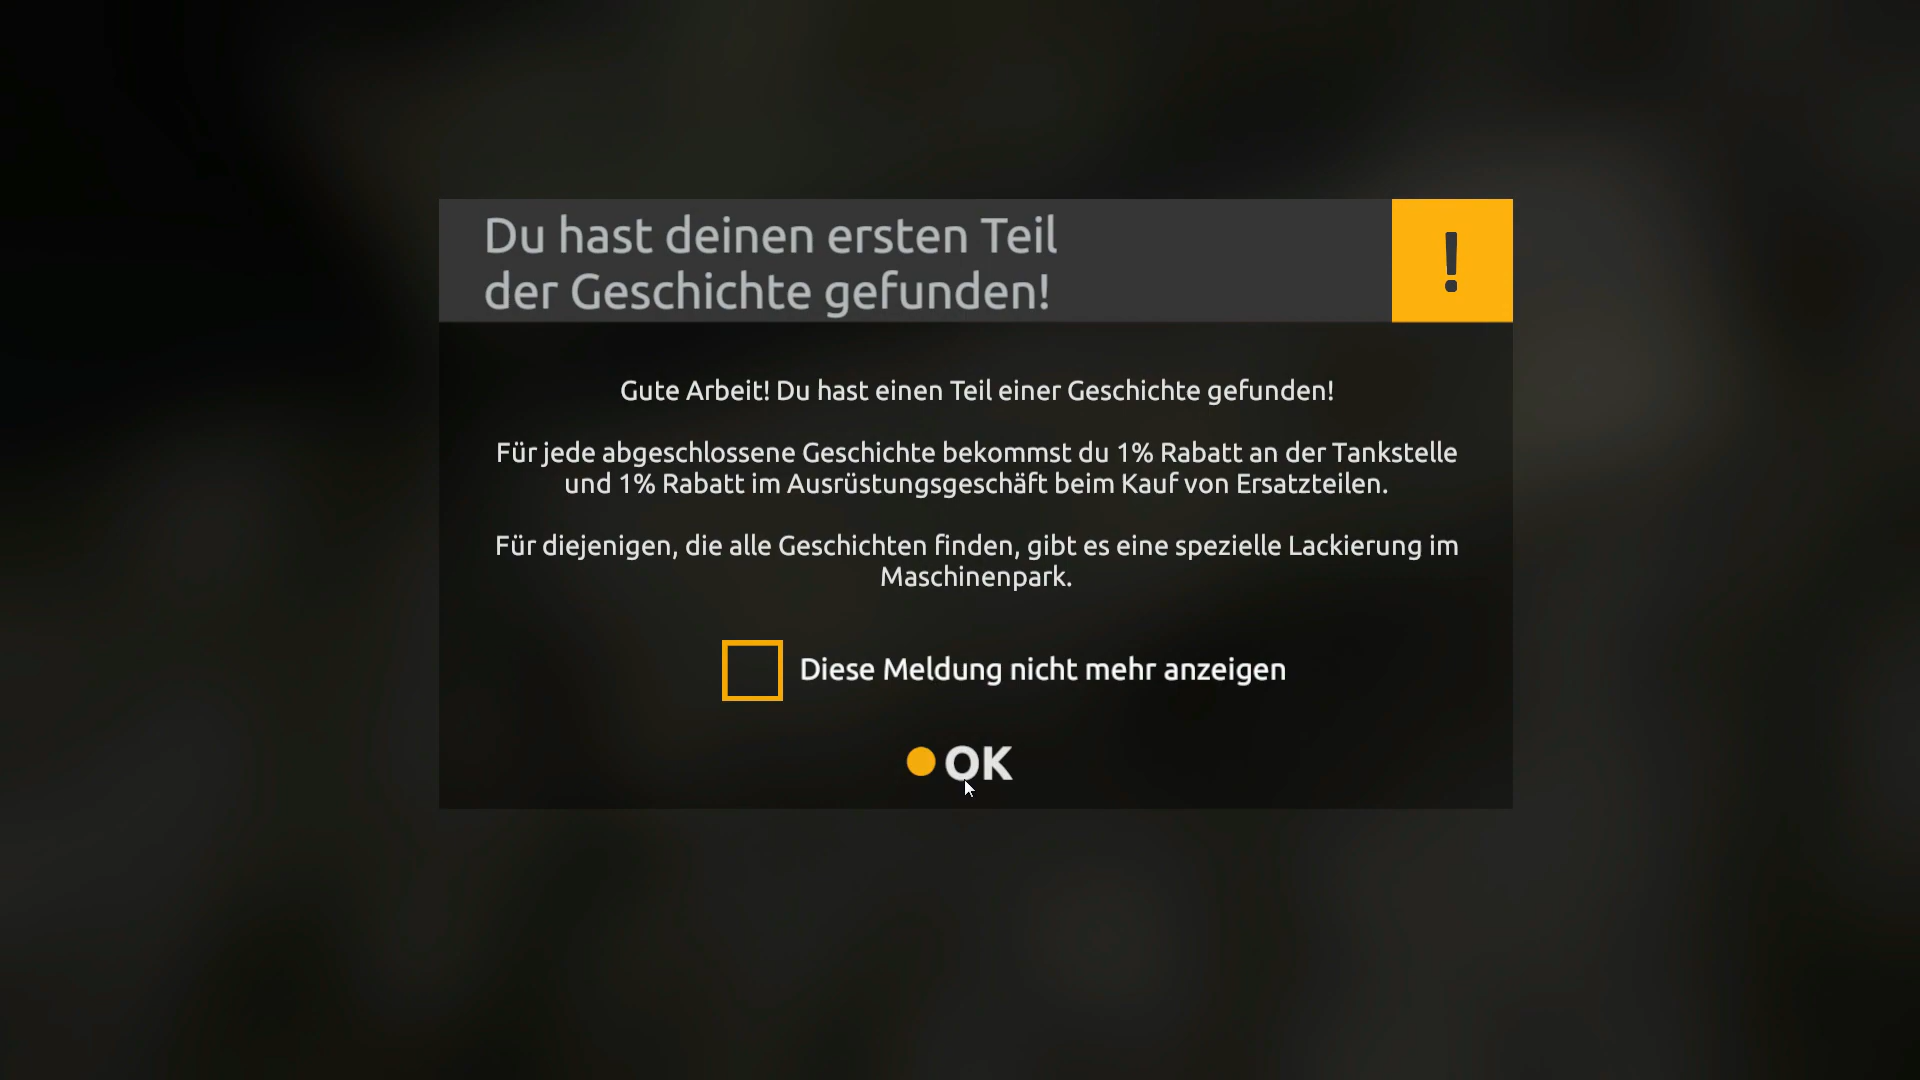 Du hast deinen ersten Teil
der Geschichte gefunden!
!
Gute Arbeit! Du hast einen Teil einer Geschichte gefunden!
Für jede abgeschlossene Geschichte bekommst du 1% Rabatt an der Tankstelle
und 1% Rabatt im Ausrüstungsgeschäft beim Kauf von Ersatzteilen.
Für diejenigen, die alle Geschichten finden, gibt es eine spezielle Lackierung im
Maschinenpark.
Diese Meldung nicht mehr anzeigen
OK